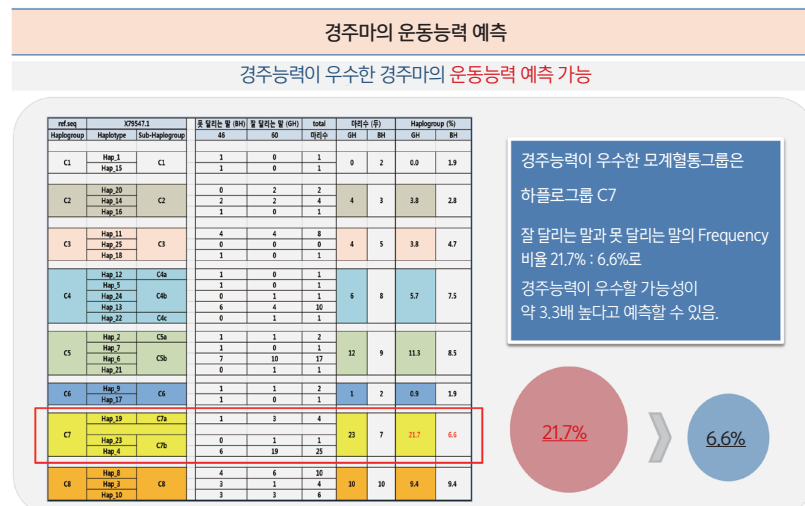 경주마의 운동능력 예측
경주능력이 우수한 경주마의 운동능력 예측 가능
ref.seq X79547.1 못 달리는 말 (BH) 잘 달리는 말 (GH) total 마리수 (두) Haplogroup (%)
Haplogroup Haplotype Sub-Haplogroup 46 60 마리수 GH BH GH BH
C1 Hap_1 C1 1 0 1 0 2 0.0 1.9
Hap_15 1 0 1
C2 Hap_20 C2 0 2 2 4 3 3.8 2.8
Hap_14 2 2 4
Hap_16 1 0 1
C3 Hap_11 C3 4 4 8 4 5 3.8 4.7
Hap_25 0 0 0
Hap_18 1 0 1
C4 Hap_12 C4a 1 0 1 6 8 5.7 7.5
Hap_5 C4b 1 0 1
Hap_24 0 1 1
Hap_13 6 4 10
Hap_22 C4c 0 1 1
C5 Hap_2 C5a 1 1 2 12 9 11.3 8.5
Hap_7 C5b 1 0 1
Hap_6 7 10 17
Hap_21 0 1 1
C6 Hap_9 C6 1 1 2 1 2 0.9 1.9
Hap_17 1 0 1
C7 Hap_19 C7a 1 3 4 23 7 21.7 6.6
Hap_23 C7b 0 1 1
Hap_4 6 19 25
C8 Hap_8 C8 4 6 10 10 10 9.4 9.4
Hap_3 3 1 4
Hap_10 3 3 6
경주능력이 우수한 모계혈통그룹은
하플로그룹 C7
잘 달리는 말과 못 달리는 말의 Frequency
비율 21.7% : 6.6%로
경주능력이 우수할 가능성이
약 3.3배 높다고 예측할 수 있음.
21.7%
6.6%